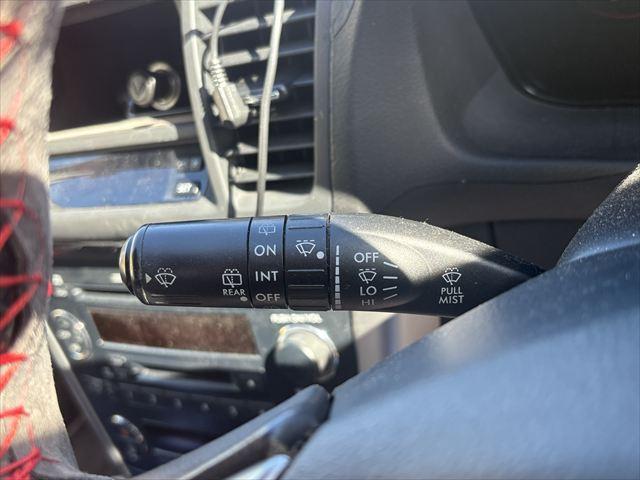 ON
INT
OFF
REAR
OFF
LO
HI
PULL
MIST